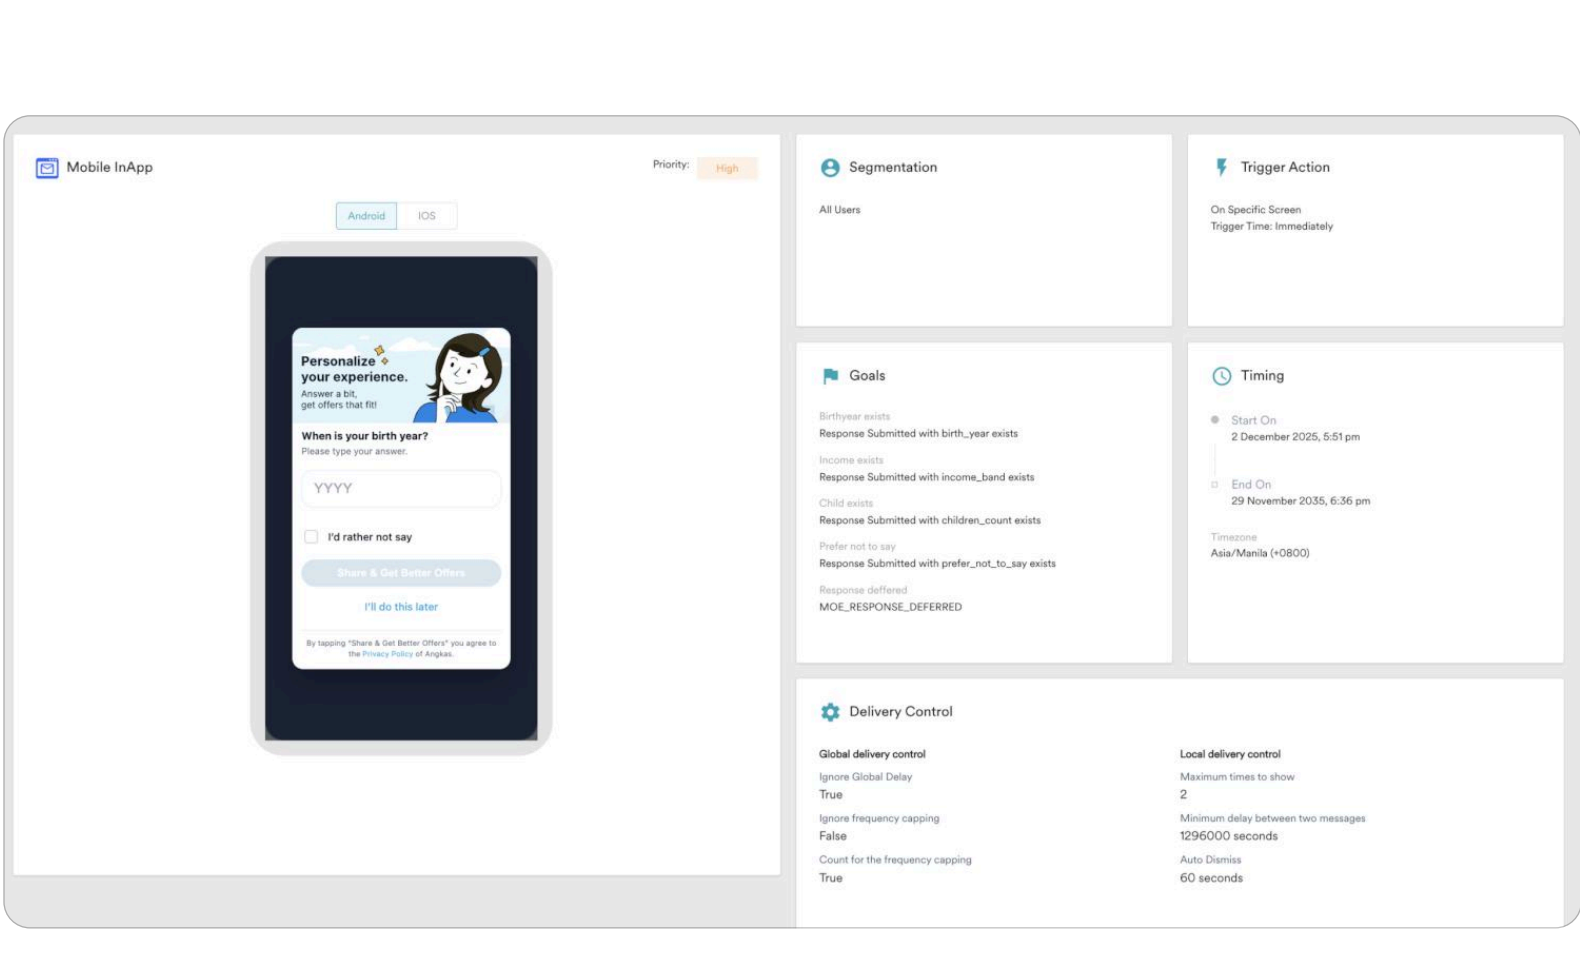 Mobile InApp
Priority:
High
Android
IOS
Personalize
your experience.
Answer a bit,
get offers that fit!
When is your birth year?
Please type your answer.
YYYY
I'd rather not say
Share & Get Better Offers
I'll do this later
By tapping "Share & Get Better Offers" you agree to
the Privacy Policy of Angkas.
Segmentation
All Users
Trigger Action
On Specific Screen
Trigger Time: Immediately
Goals
Birthyear exists
Response Submitted with birth_year exists
Income exists
Response Submitted with income_band exists
Child exists
Response Submitted with children_count exists
Prefer not to say
Response Submitted with prefer_not_to_say exists
Response deffered
MOE_RESPONSE_DEFERRED
Timing
Start On
2 December 2025, 5:51 pm
End On
29 November 2035, 6:36 pm
Timezone
Asia/Manila (+0800)
Delivery Control
Global delivery control
Ignore Global Delay
True
Ignore frequency capping
False
Count for the frequency capping
True
Local delivery control
Maximum times to show
2
Minimum delay between two messages
1296000 seconds
Auto Dismiss
60 seconds